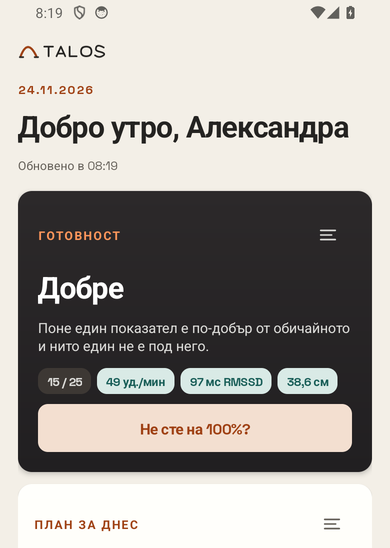 8:19
TALOS
24.11.2026
Добро утро, Александра
Обновено в 08:19
ГОТОВНОСТ
Добре
Поне един показател е по-добър от обичайното
и нито един не е под него.
15 / 25
49 уд./мин
97 мс RMSSD
38,6 см
Не сте на 100%?
ПЛАН ЗА ДНЕС